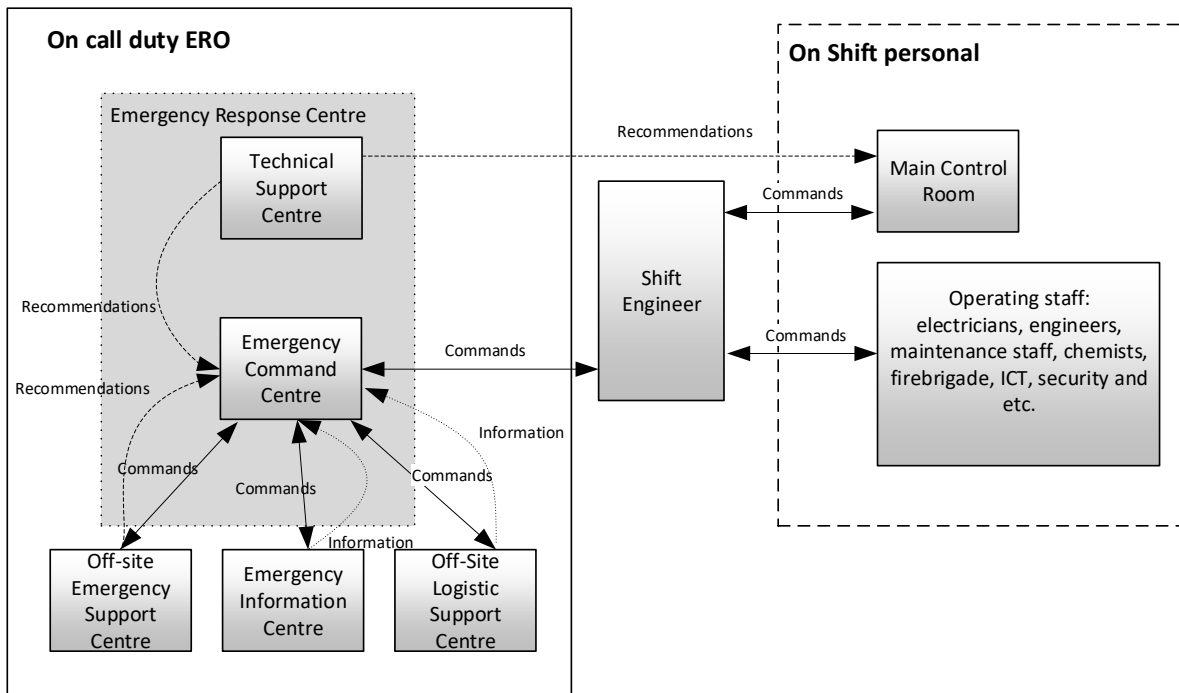 On call duty ERO
On Shift personal
Emergency Response Centre
Technical
Support
Centre
Recommendations
Main Control
Room
Commands
Shift
Engineer
Recommendations
Emergency
Command
Centre
Commands
Commands
Operating staff:
electricians, engineers,
maintenance staff, chemists,
firebrigade, ICT, security and
etc.
Recommendations
Information
Commands
Commands
Commands
Information
Off-site
Emergency
Support
Centre
Emergency
Information
Centre
Off-Site
Logistic
Support
Centre